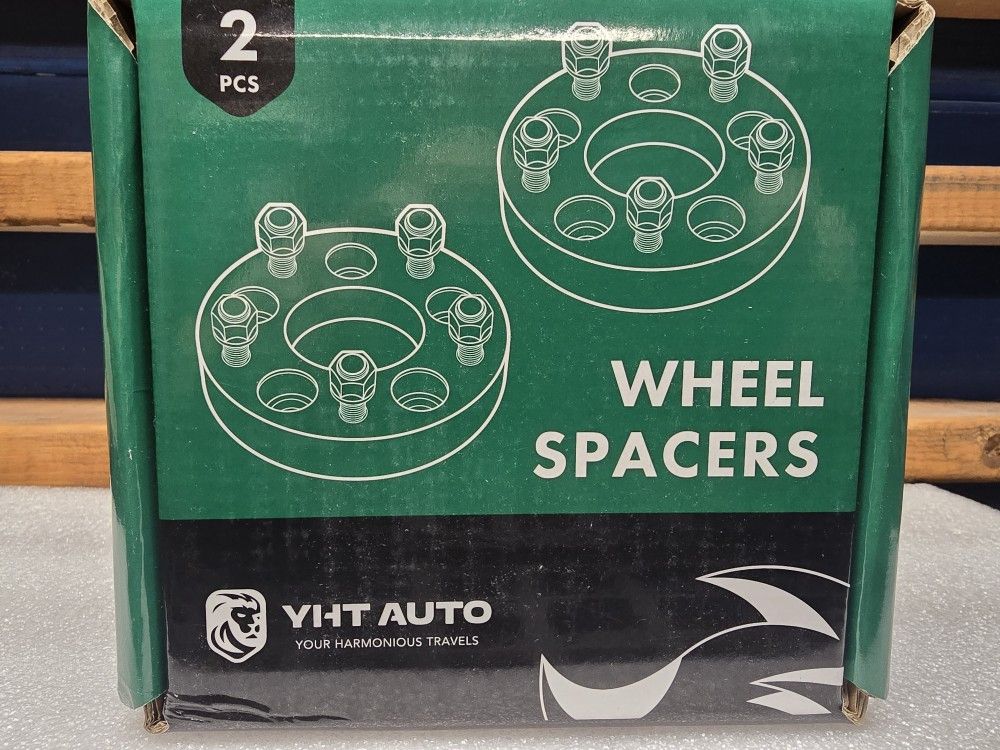 2
PCS
WHEEL
SPACERS
YHT AUTO
YOUR HARMONIOUS TRAVELS